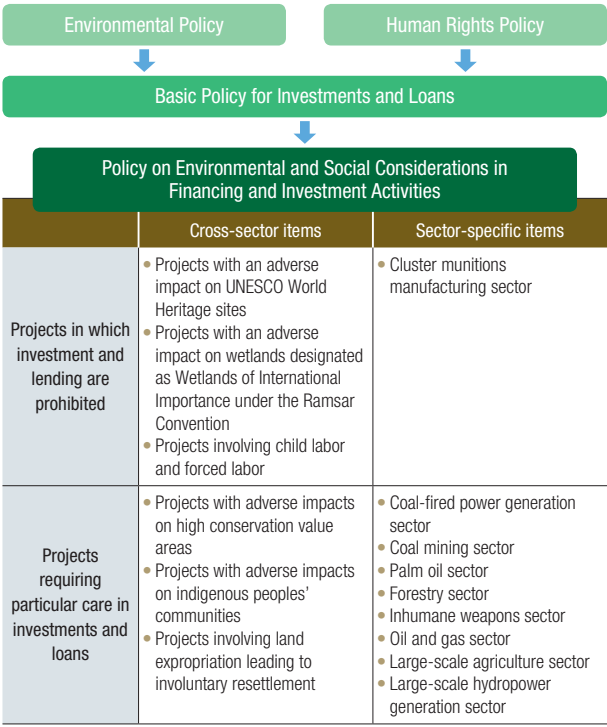 Environmental Policy
Human Rights Policy
Basic Policy for Investments and Loans
Policy on Environmental and Social Considerations in
Financing and Investment Activities
Cross-sector items
Sector-specific items
Projects in which
investment and
lending are
prohibited
• Projects with an adverse
impact on UNESCO World
Heritage sites
• Projects with an adverse
impact on wetlands designated
as Wetlands of International
Importance under the Ramsar
Convention
• Projects involving child labor
and forced labor
• Cluster munitions
manufacturing sector
Projects
requiring
particular care in
investments and
loans
• Projects with adverse impacts
on high conservation value
areas
• Projects with adverse impacts
on indigenous peoples'
communities
• Projects involving land
expropriation leading to
involuntary resettlement
• Coal-fired power generation
sector
• Coal mining sector
• Palm oil sector
• Forestry sector
• Inhumane weapons sector
• Oil and gas sector
• Large-scale agriculture sector
• Large-scale hydropower
generation sector